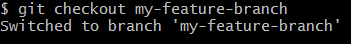 $ git checkout my-feature-branch
Switched to branch 'my-feature-branch'